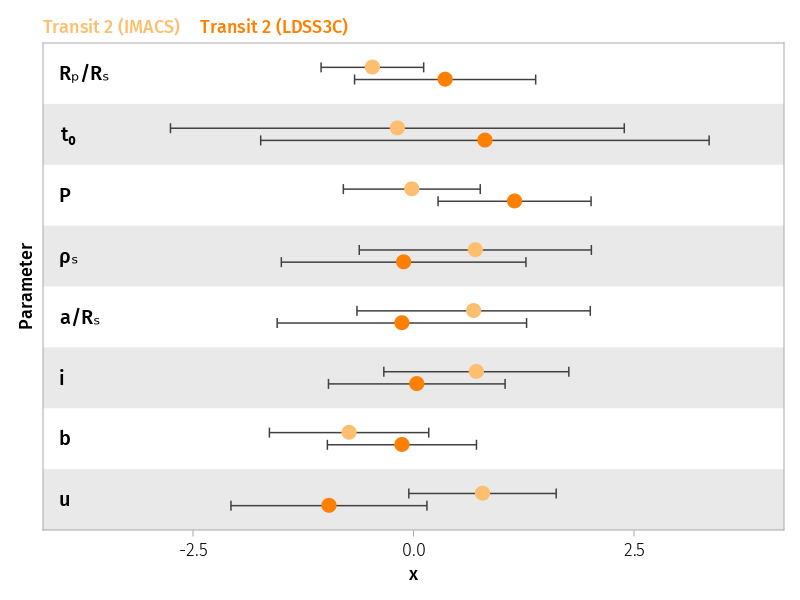 Transit 2 (IMACS) Transit 2 (LDSS3C)
Rₚ/Rₛ
t₀
P
ρₛ
a/Rₛ
i
b
u
Parameter
-2.5 0.0 2.5
x